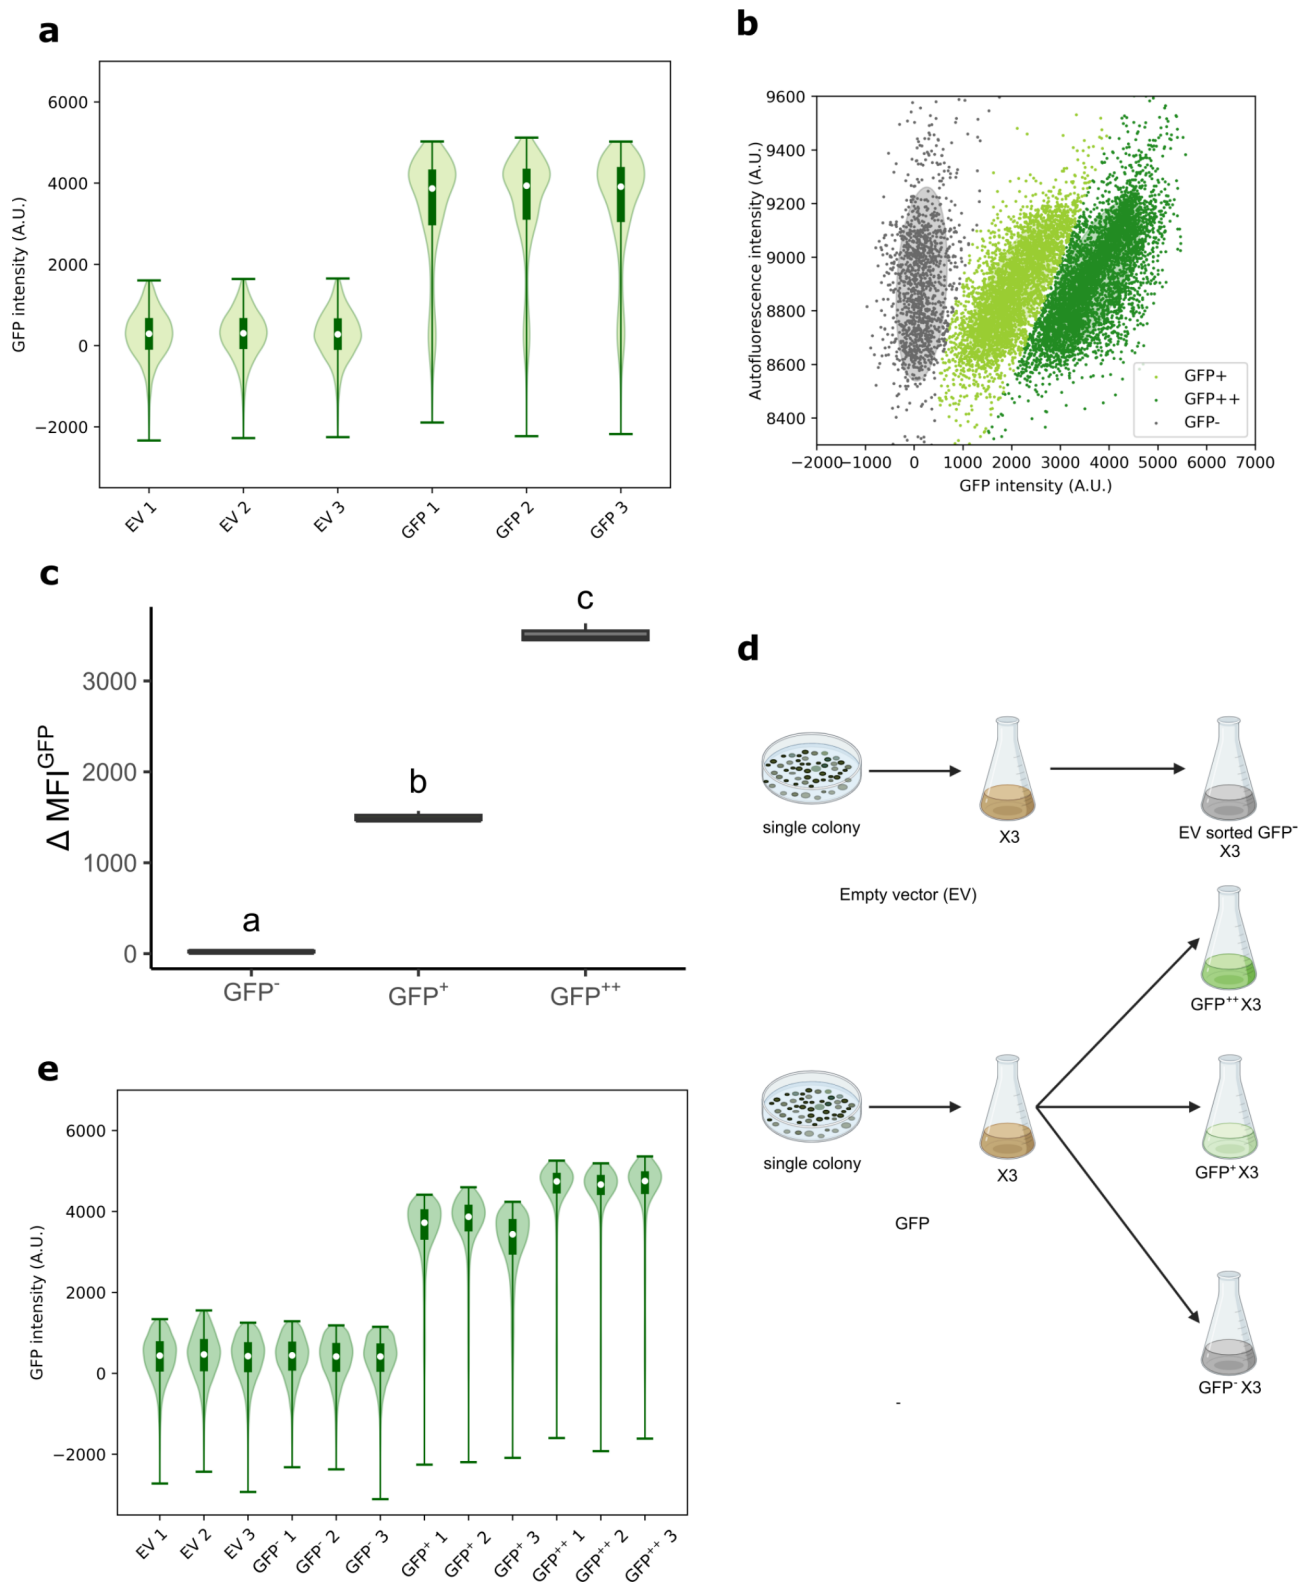 a
GFP intensity (A.U.)
6000
4000
2000
0
−2000
EV 1
EV 2
EV 3
GFP 1
GFP 2
GFP 3
b
Autofluorescence intensity (A.U.)
9600
9400
9200
9000
8800
8600
8400
GFP+
GFP++
GFP-
−2000 −1000 0 1000 2000 3000 4000 5000 6000 7000
GFP intensity (A.U.)
c
Δ MFI^GFP
3000
2000
1000
0
a
b
c
GFP⁻
GFP⁺
GFP⁺⁺
d
single colony
X3
EV sorted GFP⁻
X3
Empty vector (EV)
GFP⁺⁺ X3
single colony
X3
GFP⁺ X3
GFP
GFP⁻ X3
-
e
GFP intensity (A.U.)
6000
4000
2000
0
−2000
EV 1
EV 2
EV 3
GFP⁻ 1
GFP⁻ 2
GFP⁻ 3
GFP⁺ 1
GFP⁺ 2
GFP⁺ 3
GFP⁺⁺ 1
GFP⁺⁺ 2
GFP⁺⁺ 3